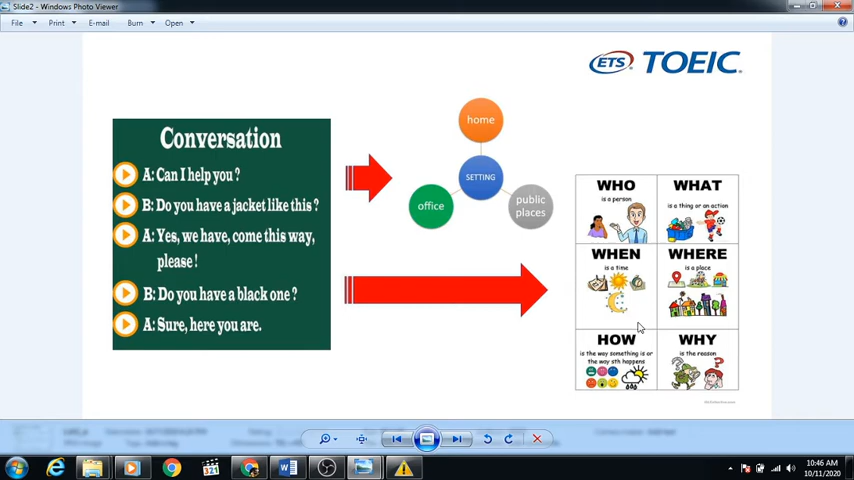 Slide2 - Windows Photo Viewer
File Print E-mail Burn Open
ETS TOEIC
Conversation
A: Can I help you ?
B: Do you have a jacket like this ?
A: Yes, we have, come this way,
please !
B: Do you have a black one ?
A: Sure, here you are.
home
SETTING
office
public
places
WHO
is a person
WHAT
is a thing or an action
WHEN
is a time
WHERE
is a place
HOW
is the way something is or
the way sth happens
WHY
is the reason
321
10:46 AM
10/11/2020